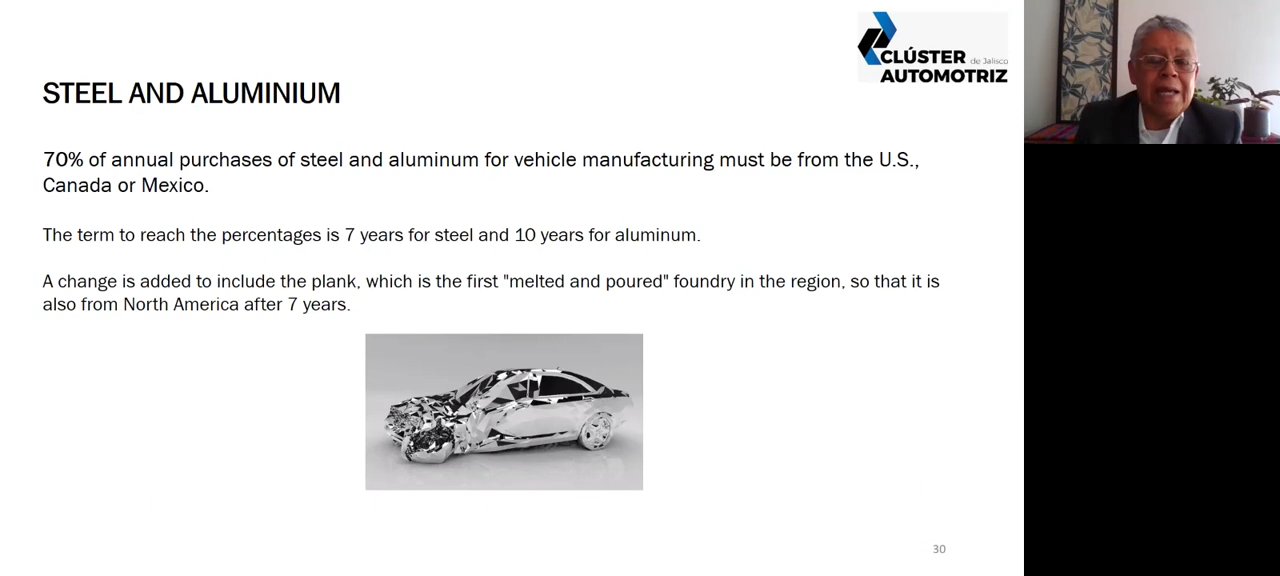 CLÚSTER de Jalisco
AUTOMOTRIZ
STEEL AND ALUMINIUM
70% of annual purchases of steel and aluminum for vehicle manufacturing must be from the U.S.,
Canada or Mexico.
The term to reach the percentages is 7 years for steel and 10 years for aluminum.
A change is added to include the plank, which is the first "melted and poured" foundry in the region, so that it is
also from North America after 7 years.
30